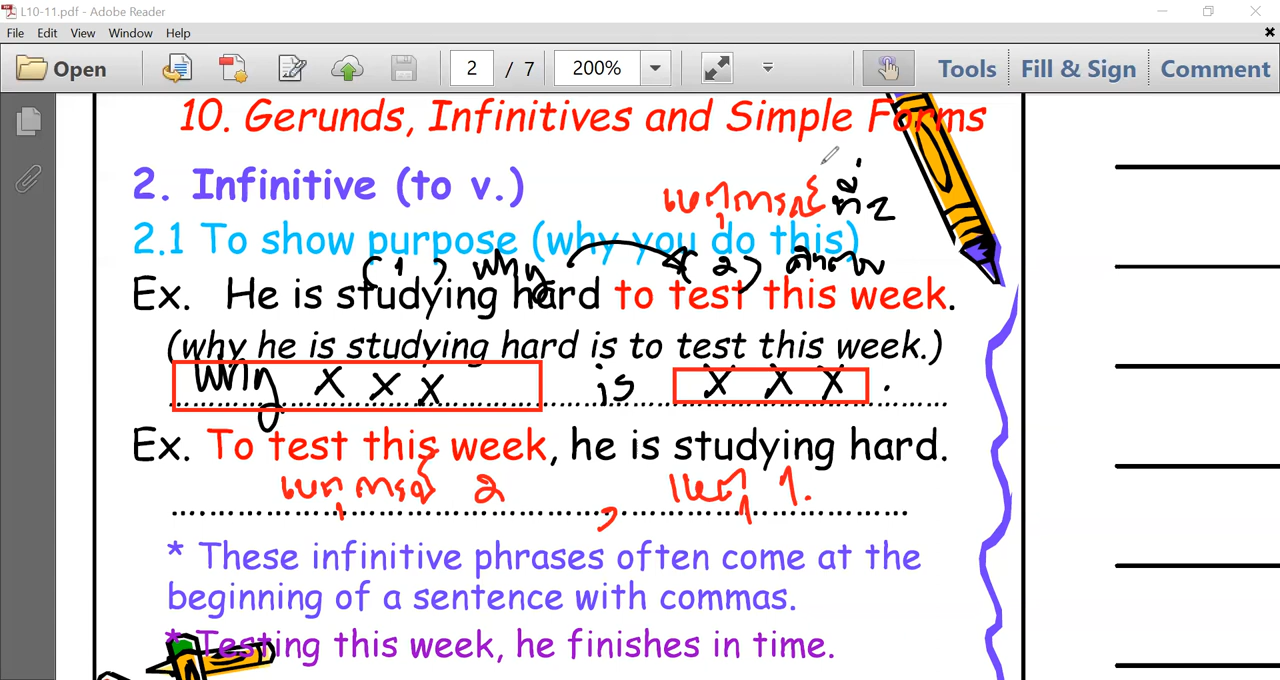 L10-11.pdf - Adobe Reader
File Edit View Window Help
Open 2 / 7 200% Tools Fill & Sign Comment
10. Gerunds, Infinitives and Simple Forms
2. Infinitive (to v.)
เหตุการณ์ ที่ 2
2.1 To show purpose (why you do this)
(1) why (2)
Ex. He is studying hard to test this week.
(why he is studying hard is to test this week.)
why X X X is X X X .
Ex. To test this week, he is studying hard.
เหตุการณ์ 2 , เหตุ 1.
* These infinitive phrases often come at the
beginning of a sentence with commas.
* Testing this week, he finishes in time.